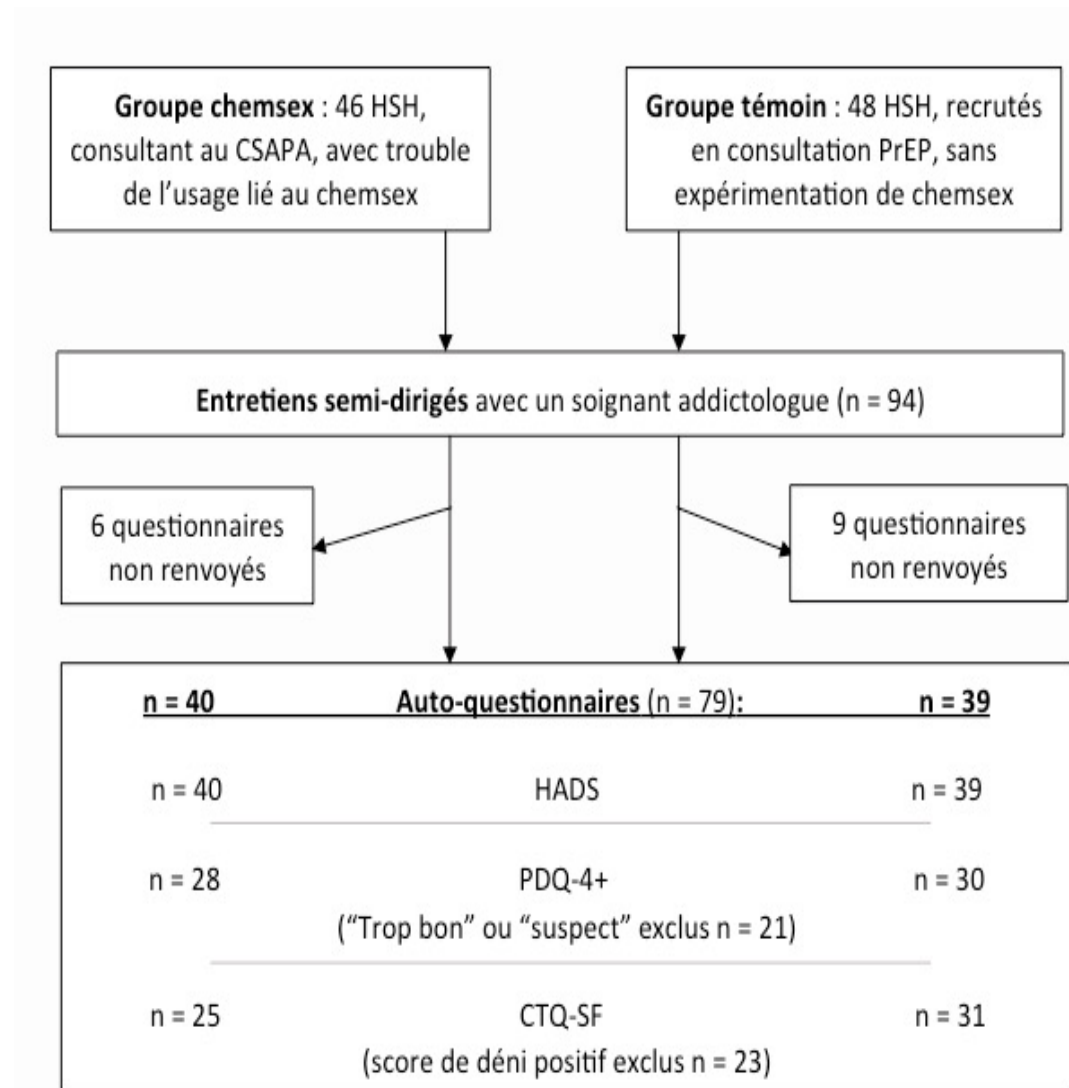 Groupe chemsex : 46 HSH,
consultant au CSAPA, avec trouble
de l'usage lié au chemsex
Groupe témoin : 48 HSH, recrutés
en consultation PrEP, sans
expérimentation de chemsex
Entretiens semi-dirigés avec un soignant addictologue (n = 94)
6 questionnaires
non renvoyés
9 questionnaires
non renvoyés
n = 40 Auto-questionnaires (n = 79): n = 39
n = 40 HADS n = 39
n = 28 PDQ-4+ n = 30
("Trop bon" ou "suspect" exclus n = 21)
n = 25 CTQ-SF n = 31
(score de déni positif exclus n = 23)